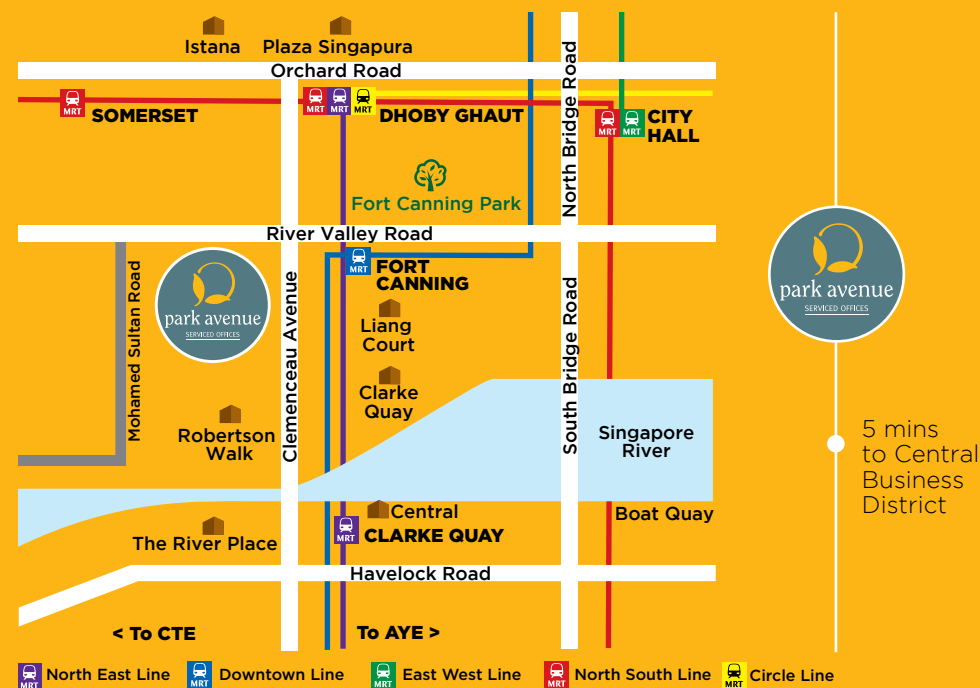 Istana
Plaza Singapura
Orchard Road
MRT
SOMERSET
MRT
MRT
MRT
DHOBY GHAUT
North Bridge Road
MRT
MRT
CITY
HALL
Fort Canning Park
River Valley Road
Mohamed Sultan Road
park avenue
SERVICED OFFICES
Clemenceau Avenue
MRT
FORT
CANNING
Liang
Court
Clarke
Quay
South Bridge Road
Robertson
Walk
Singapore
River
The River Place
Central
MRT
CLARKE QUAY
Boat Quay
Havelock Road
< To CTE
To AYE >
park avenue
SERVICED OFFICES
5 mins
to Central
Business
District
MRT North East Line
MRT Downtown Line
MRT East West Line
MRT North South Line
MRT Circle Line